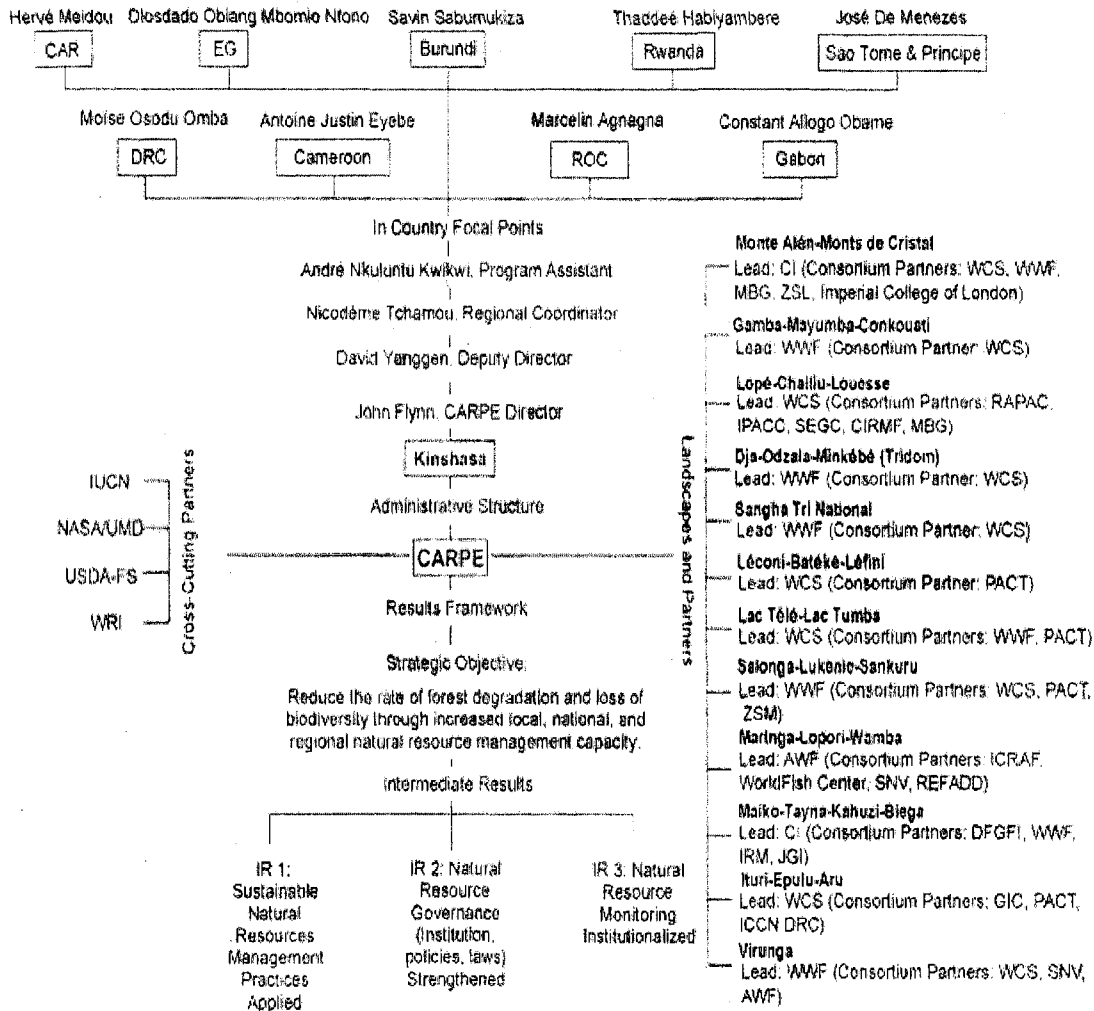 Hervé Meidou
Olosdado Obiang Mbomio Ntono
Savin Sabumukiza
Thaddeé Habiyambere
José De Menezes
CAR
EG
Burundi
Rwanda
Sao Tome & Principe
Moïse Osodu Omba
Antoine Justin Eyebe
Marcelin Agnagna
Constant Allogo Obame
DRC
Cameroon
ROC
Gabon
In Country Focal Points
André Nkuluntu Kwikwi, Program Assistant
Nicodème Tchamou, Regional Coordinator
David Yanggen, Deputy Director
John Flynn, CARPE Director
Kinshasa
Administrative Structure
CARPE
Results Framework
Strategic Objective:
Reduce the rate of forest degradation and loss of
biodiversity through increased local, national, and
regional natural resource management capacity.
Intermediate Results
IR 1:
Sustainable
Natural
Resources
Management
Practices
Applied
IR 2: Natural
Resource
Governance
(Institution,
policies, laws)
Strengthened
IR 3: Natural
Resource
Monitoring
Institutionalized
IUCN
NASA/UMD
USDA-FS
WRI
Cross-Cutting Partners
Landscapes and Partners
Monte Alén-Monts de Cristal
Lead: CI (Consortium Partners: WCS, WWF,
MBG, ZSL, Imperial College of London)
Gamba-Mayumba-Conkouati
Lead: WWF (Consortium Partner: WCS)
Lopé-Chaillu-Louesse
Lead: WCS (Consortium Partners: RAPAC,
IPACC, SEGC, CIRMF, MBG)
Dja-Odzala-Minkébé (Tridom)
Lead: WWF (Consortium Partner: WCS)
Sangha Tri National
Lead: WWF (Consortium Partner: WCS)
Léconi-Batéke-Léfini
Lead: WCS (Consortium Partner: PACT)
Lac Télé-Lac Tumba
Lead: WCS (Consortium Partners: WWF, PACT)
Salonga-Lukenie-Sankuru
Lead: WWF (Consortium Partners: WCS, PACT,
ZSM)
Maringa-Lopori-Wamba
Lead: AWF (Consortium Partners: ICRAF,
WorldFish Center, SNV, REFADD)
Maiko-Tayna-Kahuzi-Biega
Lead: CI (Consortium Partners: DFGFI, WWF,
IRM, JGI)
Ituri-Epulu-Aru
Lead: WCS (Consortium Partners: GIC, PACT,
ICCN DRC)
Virunga
Lead: WWF (Consortium Partners: WCS, SNV,
AWF)